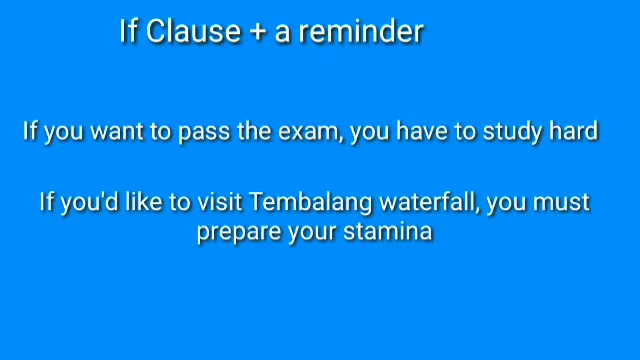 If Clause + a reminder
If you want to pass the exam, you have to study hard
If you'd like to visit Tembalang waterfall, you must
prepare your stamina